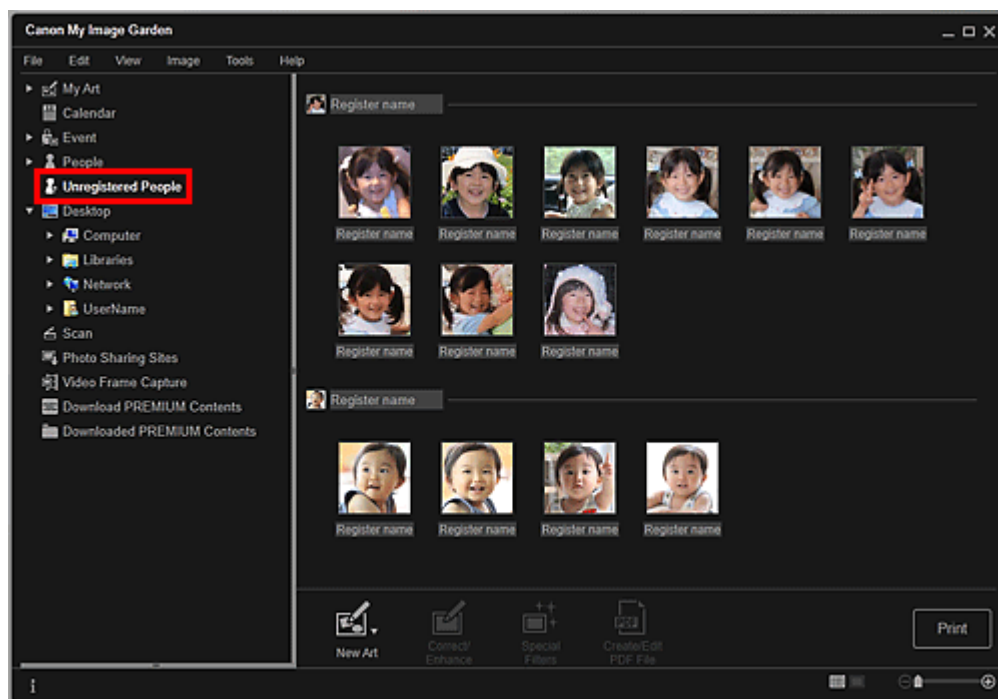 Canon My Image Garden
File Edit View Image Tools Help
My Art
Calendar
Event
People
Unregistered People
Desktop
Computer
Libraries
Network
UserName
Scan
Photo Sharing Sites
Video Frame Capture
Download PREMIUM Contents
Downloaded PREMIUM Contents
Register name
Register name Register name Register name Register name Register name Register name
Register name Register name Register name
Register name
Register name Register name Register name Register name
New Art
Correct/
Enhance
Special
Filters
PDF
Create/Edit
PDF File
Print